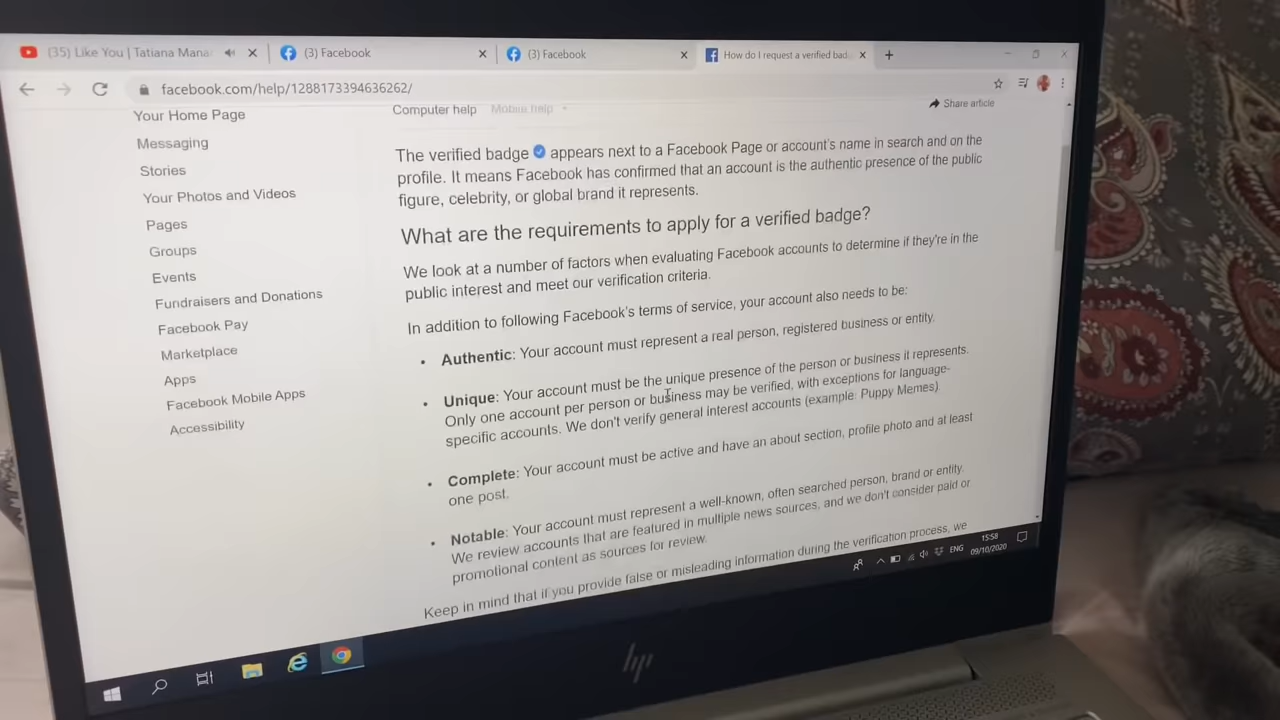 (35) Like You | Tatiana Mana
(3) Facebook
(3) Facebook
How do I request a verified bad
facebook.com/help/1288173394636262/
Your Home Page
Messaging
Stories
Your Photos and Videos
Pages
Groups
Events
Fundraisers and Donations
Facebook Pay
Marketplace
Apps
Facebook Mobile Apps
Accessibility
Computer help Mobile help
Share article
The verified badge appears next to a Facebook Page or account's name in search and on the
profile. It means Facebook has confirmed that an account is the authentic presence of the public
figure, celebrity, or global brand it represents.
What are the requirements to apply for a verified badge?
We look at a number of factors when evaluating Facebook accounts to determine if they're in the
public interest and meet our verification criteria.
In addition to following Facebook's terms of service, your account also needs to be:
• Authentic: Your account must represent a real person, registered business or entity.
• Unique: Your account must be the unique presence of the person or business it represents.
Only one account per person or business may be verified, with exceptions for language-
specific accounts. We don't verify general interest accounts (example: Puppy Memes)
• Complete: Your account must be active and have an about section, profile photo and at least
one post.
• Notable: Your account must represent a well-known, often searched person, brand or entity.
We review accounts that are featured in multiple news sources, and we don't consider paid or
promotional content as sources for review.
Keep in mind that if you provide false or misleading information during the verification process, we
ENG
15:58
09/10/2020
hp